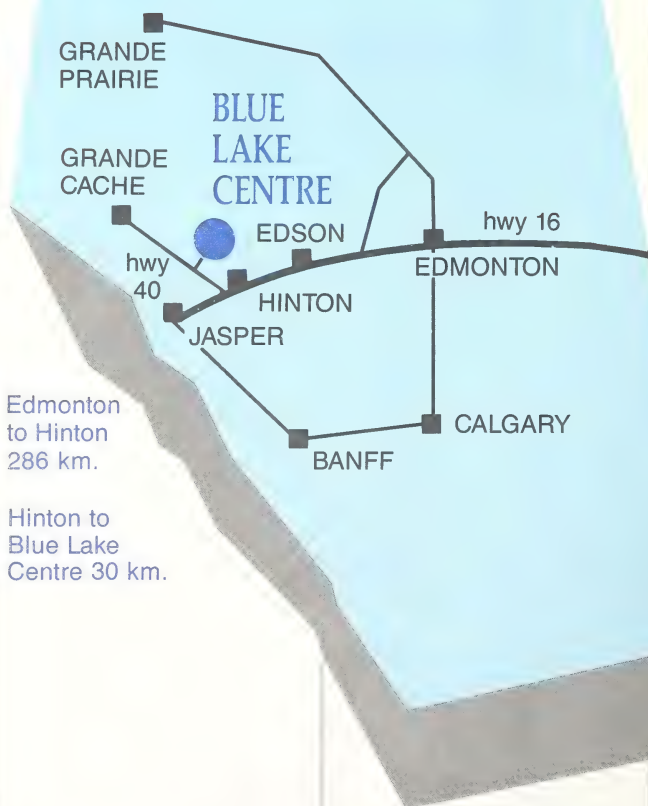 GRANDE
PRAIRIE
BLUE
LAKE
CENTRE
GRANDE
CACHE
hwy
40
EDSON
hwy 16
EDMONTON
HINTON
JASPER
Edmonton
to Hinton
286 km.
CALGARY
BANFF
Hinton to
Blue Lake
Centre 30 km.